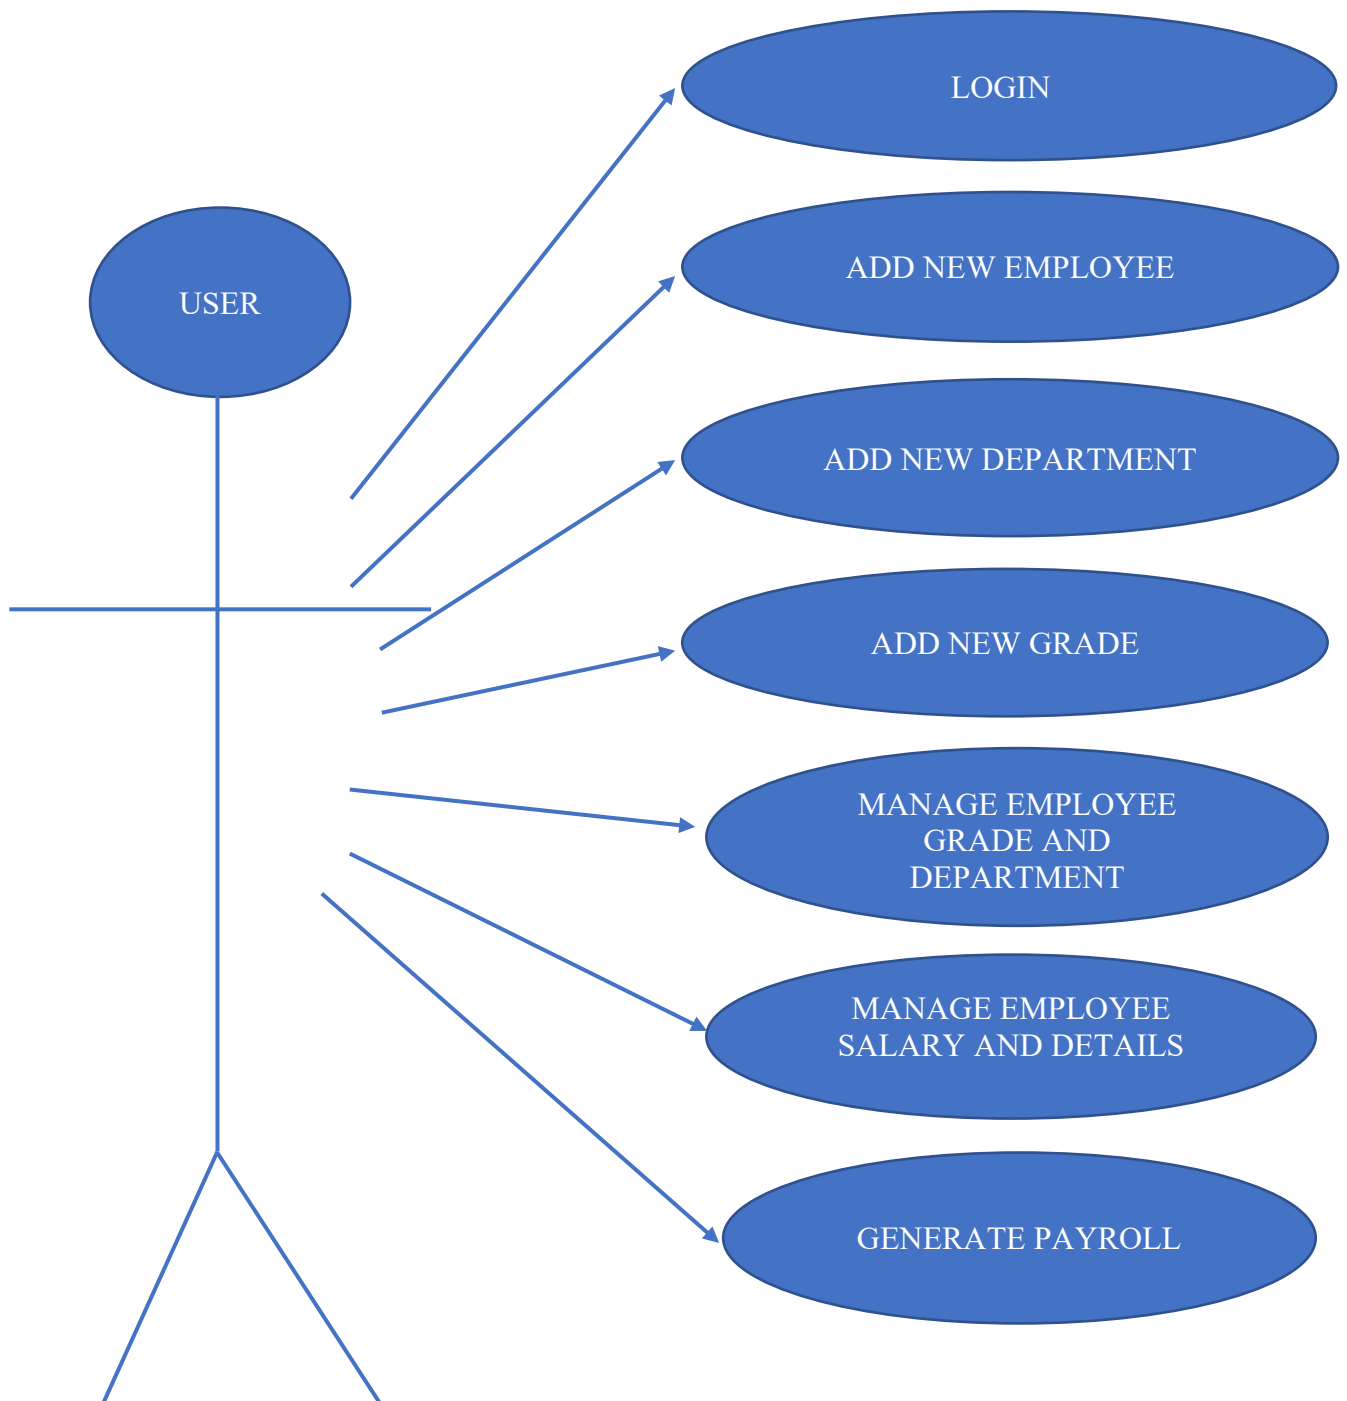 LOGIN
ADD NEW EMPLOYEE
USER
ADD NEW DEPARTMENT
ADD NEW GRADE
MANAGE EMPLOYEE
GRADE AND
DEPARTMENT
MANAGE EMPLOYEE
SALARY AND DETAILS
GENERATE PAYROLL